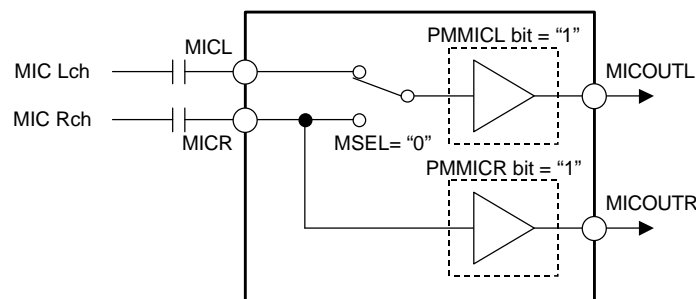 PMMICL bit = “1”
MICL
MICOUTL
MIC Lch
MIC Rch
MICR
MSEL= “0”
PMMICR bit = “1”
MICOUTR